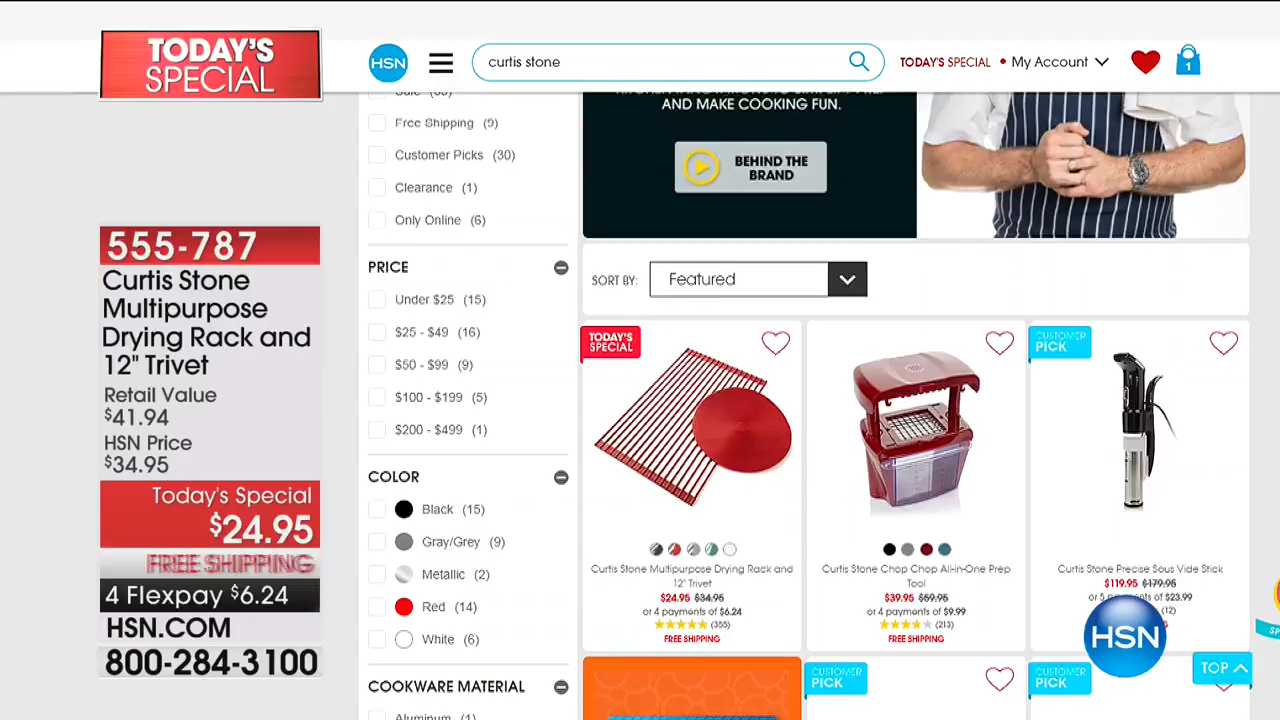 TODAY'S
SPECIAL
HSN
curtis stone
TODAY'S SPECIAL
My Account
1
555-787
Curtis Stone
Multipurpose
Drying Rack and
12" Trivet
Retail Value
$41.94
HSN Price
$34.95
Today's Special
$24.95
FREE SHIPPING
4 Flexpay $6.24
HSN.COM
800-284-3100
Free Shipping (9)
Customer Picks (30)
Clearance (1)
Only Online (6)
PRICE
Under $25 (15)
$25 - $49 (16)
$50 - $99 (9)
$100 - $199 (5)
$200 - $499 (1)
COLOR
Black (15)
Gray/Grey (9)
Metallic (2)
Red (14)
White (6)
COOKWARE MATERIAL
Aluminum (1)
AND MAKE COOKING FUN.
BEHIND THE
BRAND
SORT BY:
Featured
TODAY'S
SPECIAL
Curtis Stone Multipurpose Drying Rack and
12" Trivet
$24.95 $34.95
or 4 payments of $6.24
(355)
FREE SHIPPING
Curtis Stone Chop Chop All-in-One Prep
Tool
$39.95 $59.95
or 4 payments of $9.99
(213)
FREE SHIPPING
CUSTOMER
PICK
Curtis Stone Precise Sous Vide Stick
$119.95 $179.95
or 5 payments of $23.99
(12)
HSN
TOP
CUSTOMER
PICK
CUSTOMER
PICK